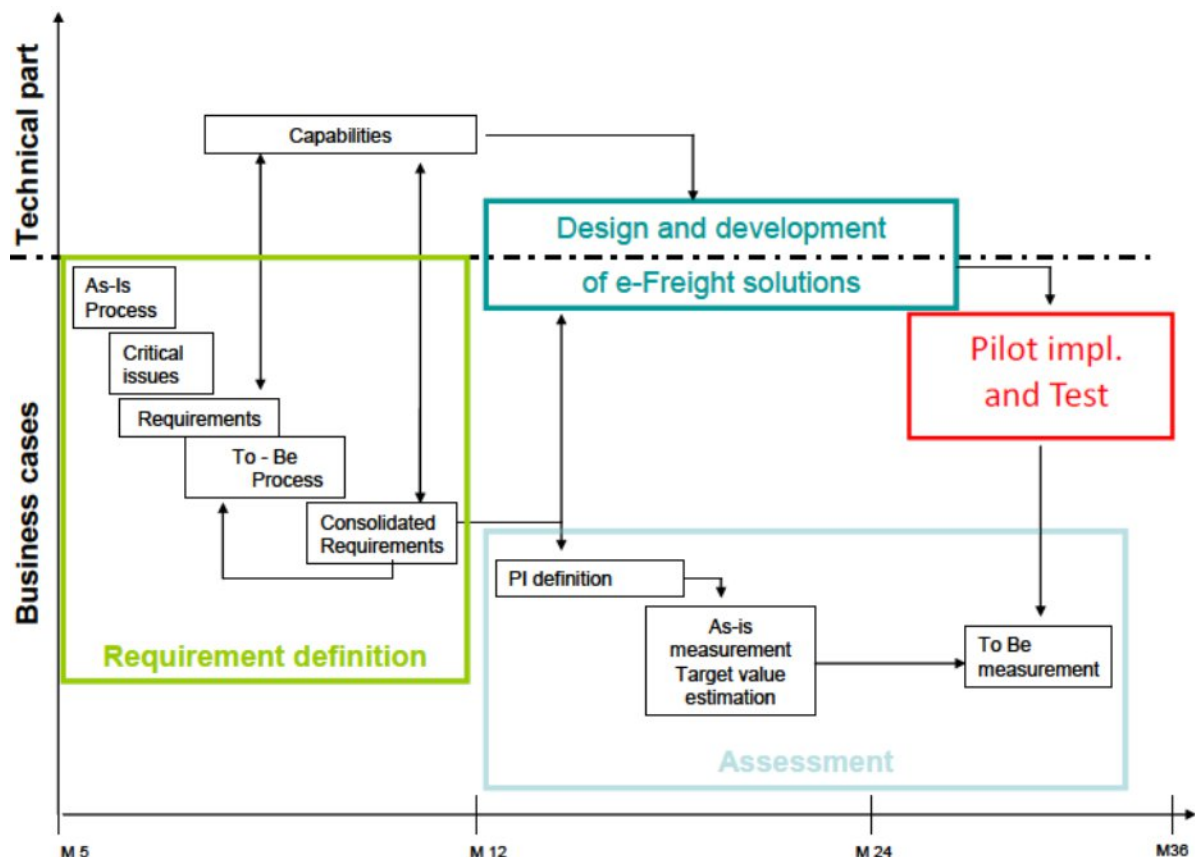 Technical part
Business cases
Capabilities
Design and development
of e-Freight solutions
As-Is
Process
Critical
issues
Requirements
To - Be
Process
Consolidated
Requirements
Requirement definition
Pilot impl.
and Test
PI definition
As-is
measurement
Target value
estimation
To Be
measurement
Assessment
M 5
M 12
M 24
M36